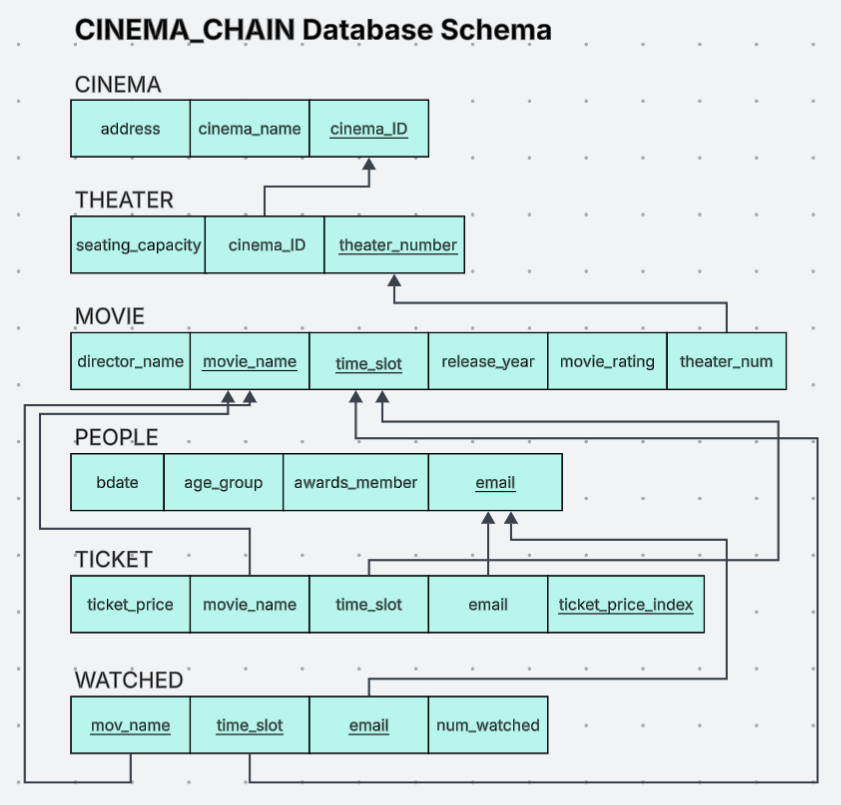 CINEMA_CHAIN Database Schema
CINEMA
address cinema_name cinema_ID
THEATER
seating_capacity cinema_ID theater_number
MOVIE
director_name movie_name time_slot release_year movie_rating theater_num
PEOPLE
bdate age_group awards_member email
TICKET
ticket_price movie_name time_slot email ticket_price_index
WATCHED
mov_name time_slot email num_watched